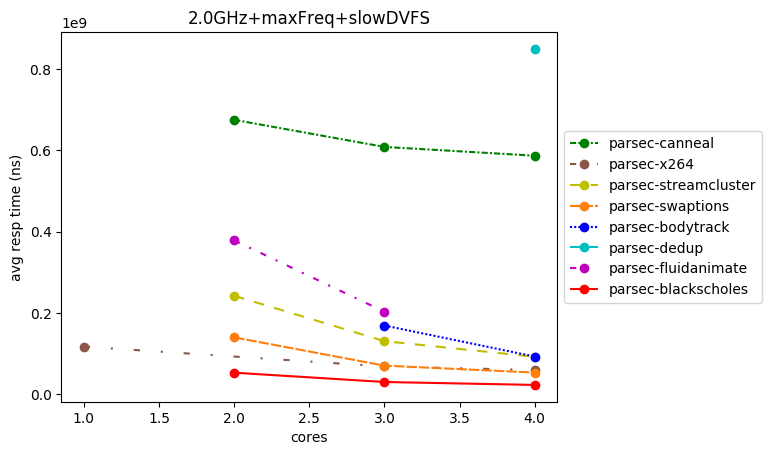 2.0GHz+maxFreq+slowDVFS
1e9
0.8
0.6
0.4
0.2
0.0
avg resp time (ns)
1.0 1.5 2.0 2.5 3.0 3.5 4.0
cores
parsec-canneal
parsec-x264
parsec-streamcluster
parsec-swaptions
parsec-bodytrack
parsec-dedup
parsec-fluidanimate
parsec-blackscholes